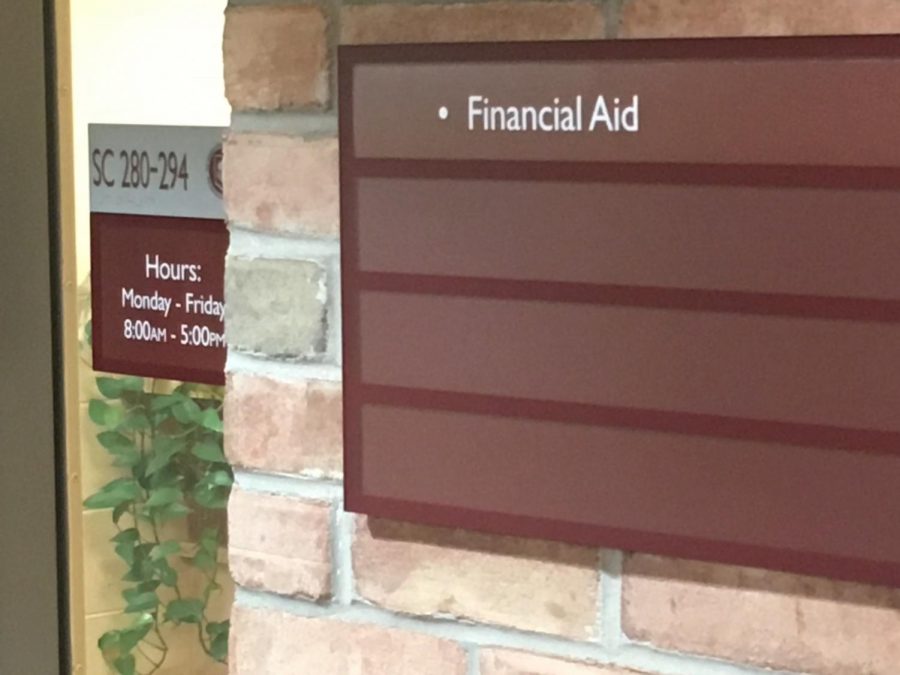 • Financial Aid
SC 280-294
Hours:
Monday - Friday
8:00AM - 5:00PM